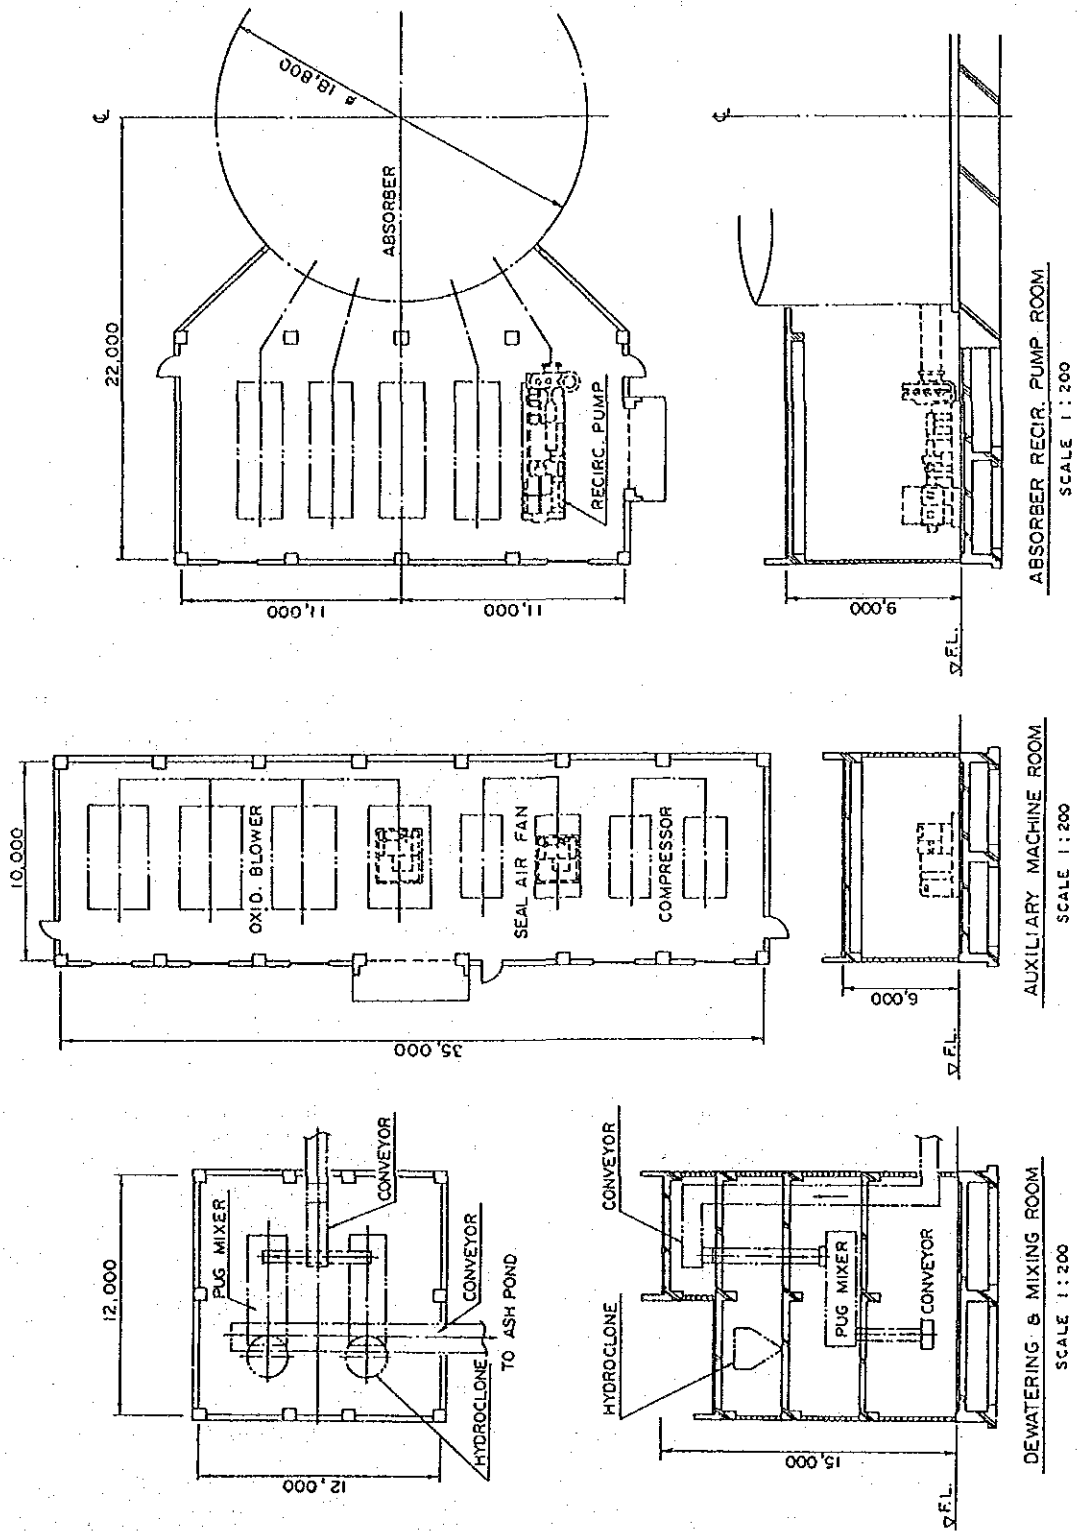 12,000
12,000
PUG MIXER
CONVEYOR
CONVEYOR
TO ASH POND
HYDROCLONE
HYDROCLONE
CONVEYOR
PUG MIXER
CONVEYOR
15,000
▽F.L.
DEWATERING & MIXING ROOM
SCALE 1:200
10,000
35,000
OXID. BLOWER
SEAL AIR FAN
COMPRESSOR
6,000
▽F.L.
AUXILIARY MACHINE ROOM
SCALE 1:200
22,000
℄
ø 18,800
ABSORBER
11,000
11,000
RECIRC. PUMP
℄
9,000
▽F.L.
ABSORBER RECIR. PUMP ROOM
SCALE 1:200